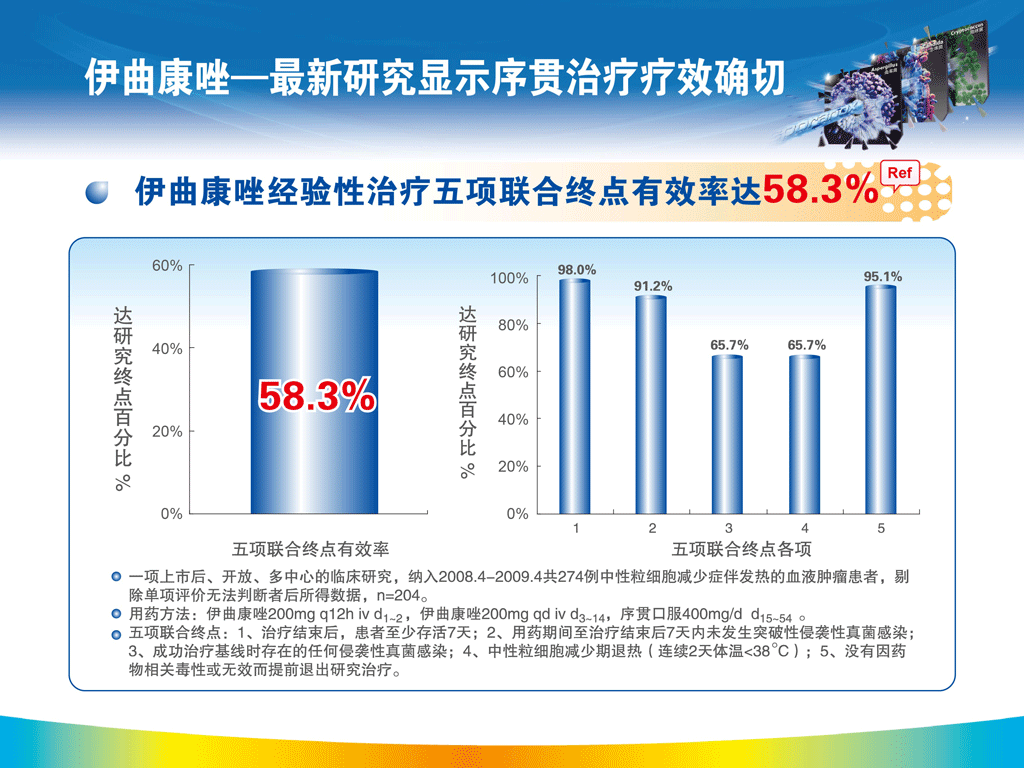 伊曲康唑—最新研究显示序贯治疗疗效确切
Aspergillus
Cryptococcus
伊曲康唑经验性治疗五项联合终点有效率达58.3%
Ref
60%
40%
20%
0%
达研究终点百分比 %
58.3%
五项联合终点有效率
100%
80%
60%
40%
20%
0%
达研究终点百分比 %
98.0%
91.2%
65.7%
65.7%
95.1%
1
2
3
4
5
五项联合终点各项
一项上市后、开放、多中心的临床研究，纳入2008.4-2009.4共274例中性粒细胞减少症伴发热的血液肿瘤患者，剔
除单项评价无法判断者后所得数据，n=204。
用药方法：伊曲康唑200mg q12h iv d1~2，伊曲康唑200mg qd iv d3~14，序贯口服400mg/d d15~54 。
五项联合终点：1、治疗结束后，患者至少存活7天；2、用药期间至治疗结束后7天内未发生突破性侵袭性真菌感染；
3、成功治疗基线时存在的任何侵袭性真菌感染；4、中性粒细胞减少期退热（连续2天体温<38°C）；5、没有因药
物相关毒性或无效而提前退出研究治疗。